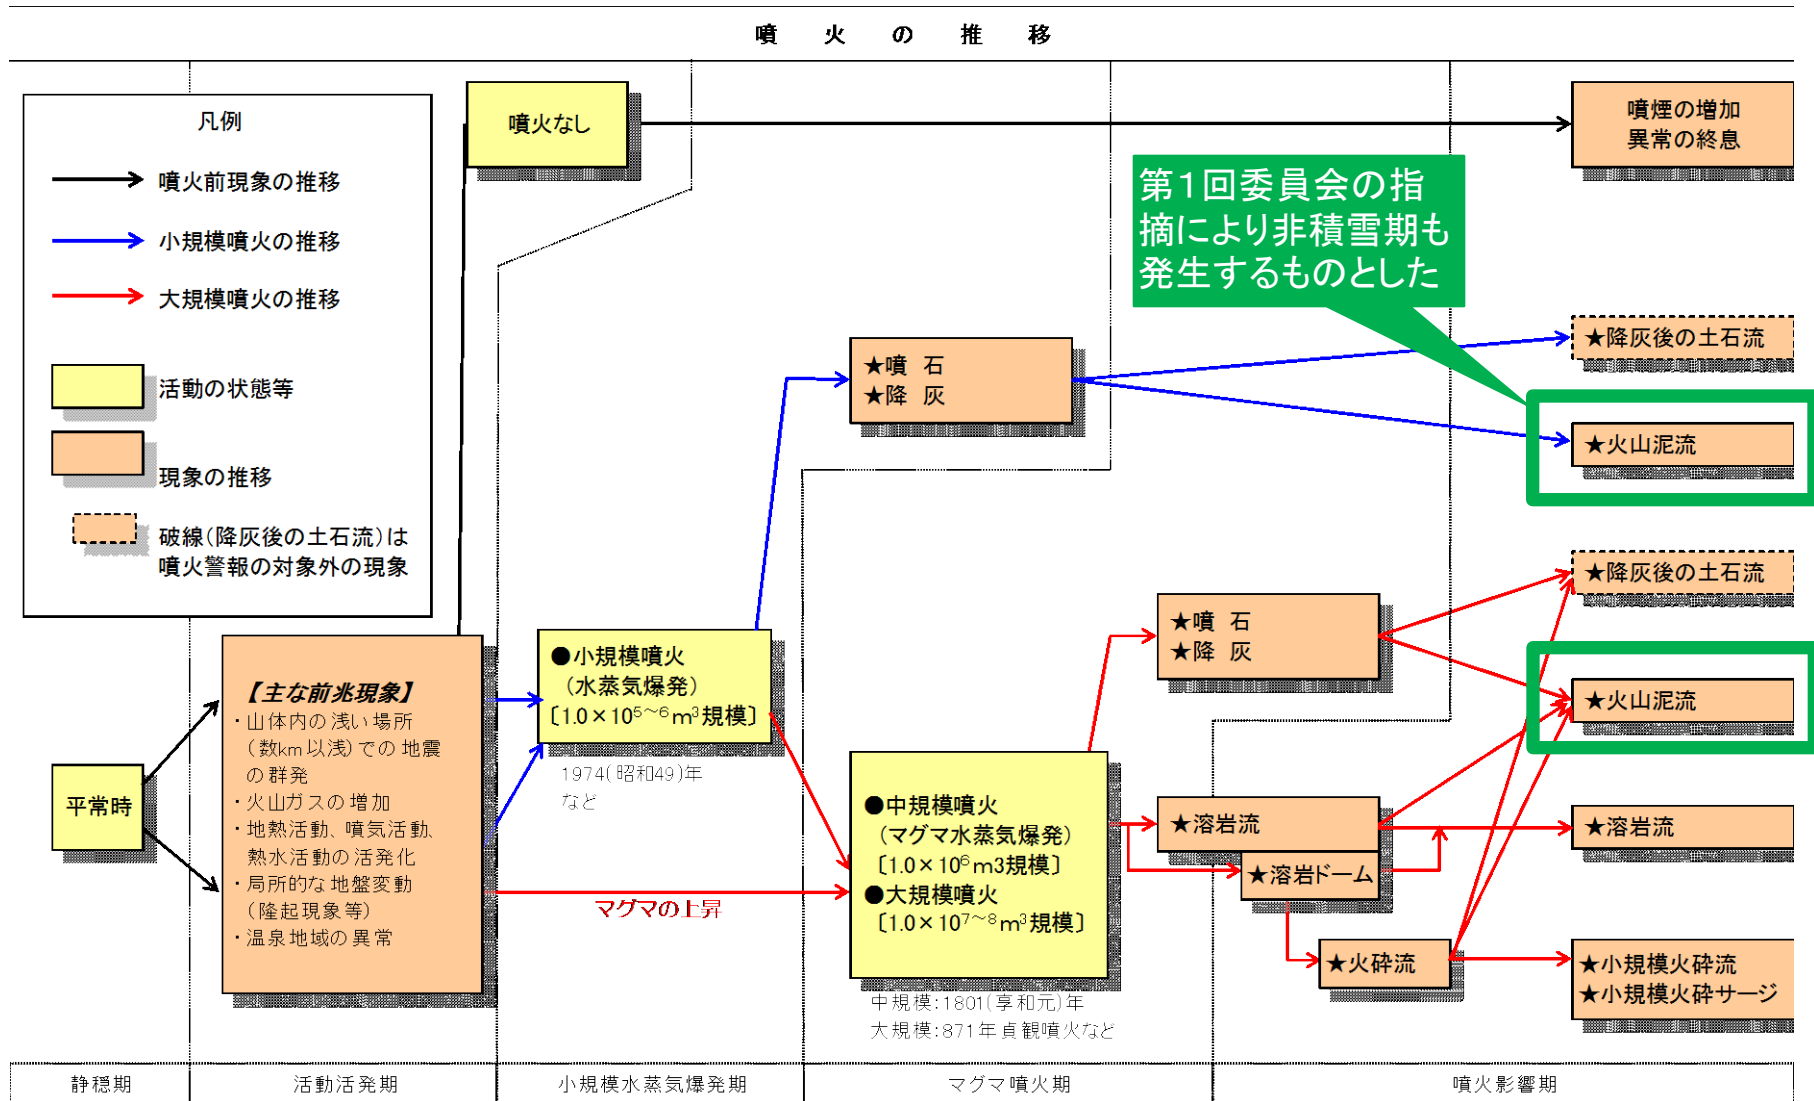 噴火の推移
凡例
噴火前現象の推移
小規模噴火の推移
大規模噴火の推移
活動の状態等
現象の推移
破線(降灰後の土石流)は
噴火警報の対象外の現象
噴火なし
噴煙の増加
異常の終息
第1回委員会の指
摘により非積雪期も
発生するものとした
★噴 石
★降 灰
★降灰後の土石流
★火山泥流
平常時
【主な前兆現象】
・山体内の浅い場所
(数km以浅)での地震
の群発
・火山ガスの増加
・地熱活動、噴気活動、
熱水活動の活発化
・局所的な地盤変動
(隆起現象等)
・温泉地域の異常
●小規模噴火
(水蒸気爆発)
〔1.0×10⁵～⁶m³規模〕
1974(昭和49)年
など
マグマの上昇
●中規模噴火
(マグマ水蒸気爆発)
〔1.0×10⁶m3規模〕
●大規模噴火
〔1.0×10⁷～⁸m³規模〕
中規模:1801(享和元)年
大規模:871年貞観噴火など
★噴 石
★降 灰
★溶岩流
★溶岩ドーム
★火砕流
★降灰後の土石流
★火山泥流
★溶岩流
★小規模火砕流
★小規模火砕サージ
静穏期
活動活発期
小規模水蒸気爆発期
マグマ噴火期
噴火影響期